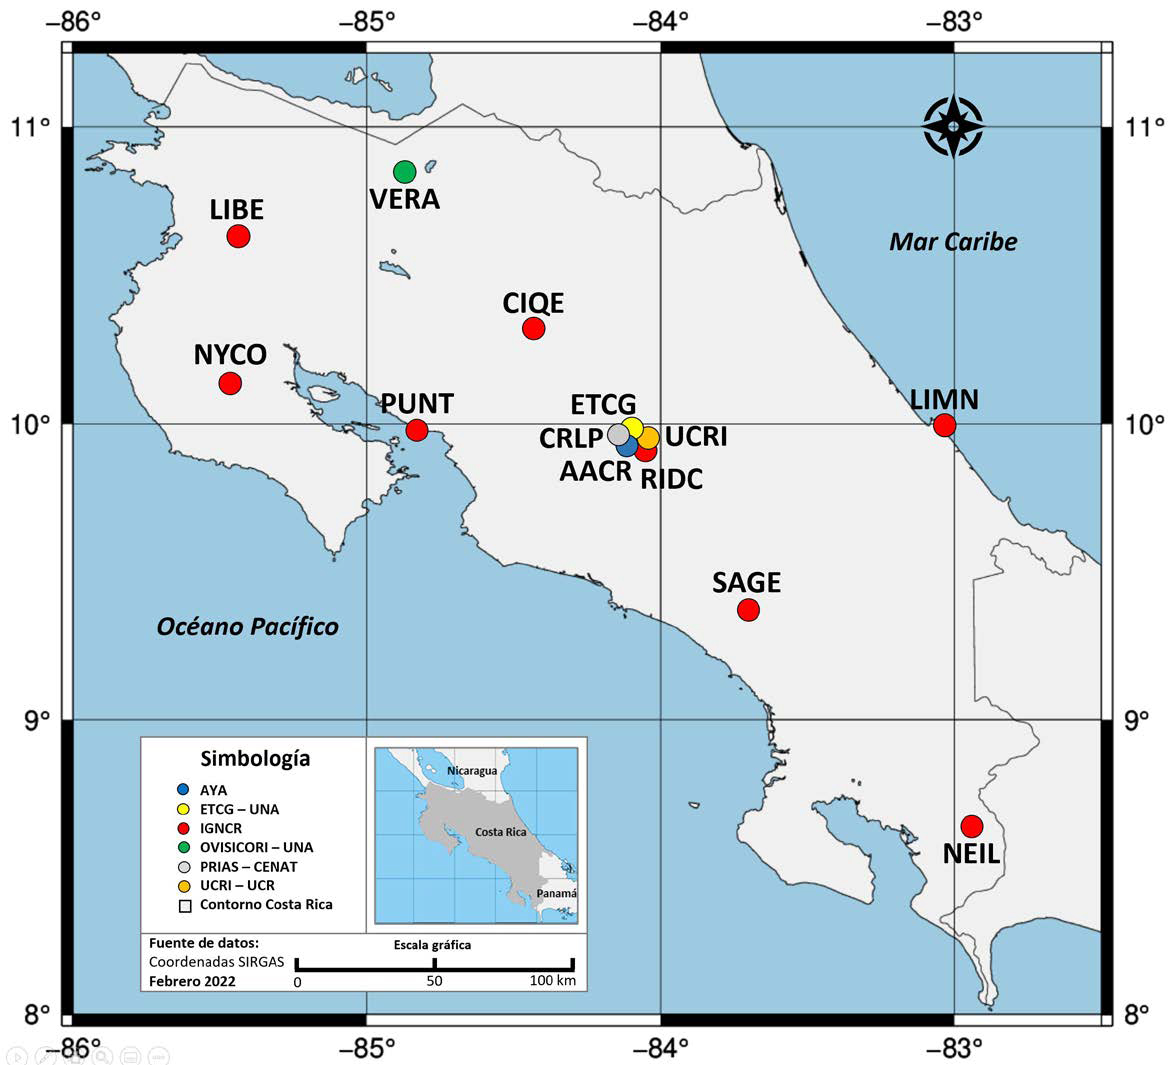 −86°
−85°
−84°
−83°
11°
11°
VERA
LIBE
Mar Caribe
CIQE
NYCO
PUNT
ETCG
LIMN
10°
10°
CRLP
UCRI
AACR
RIDC
SAGE
Océano Pacífico
9°
9°
Simbología
AYA
ETCG – UNA
IGNCR
OVISICORI – UNA
PRIAS – CENAT
UCRI – UCR
Contorno Costa Rica
Nicaragua
Costa Rica
Panamá
NEIL
Fuente de datos:
Coordenadas SIRGAS
Febrero 2022
Escala gráfica
0
50
100 km
8°
8°
−86°
−85°
−84°
−83°